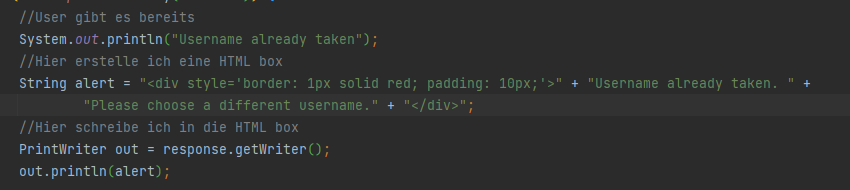 //User gibt es bereits
System.out.println("Username already taken");
//Hier erstelle ich eine HTML box
String alert = "<div style='border: 1px solid red; padding: 10px;'>" + "Username already taken. " +
"Please choose a different username." + "</div>";
//Hier schreibe ich in die HTML box
PrintWriter out = response.getWriter();
out.println(alert);